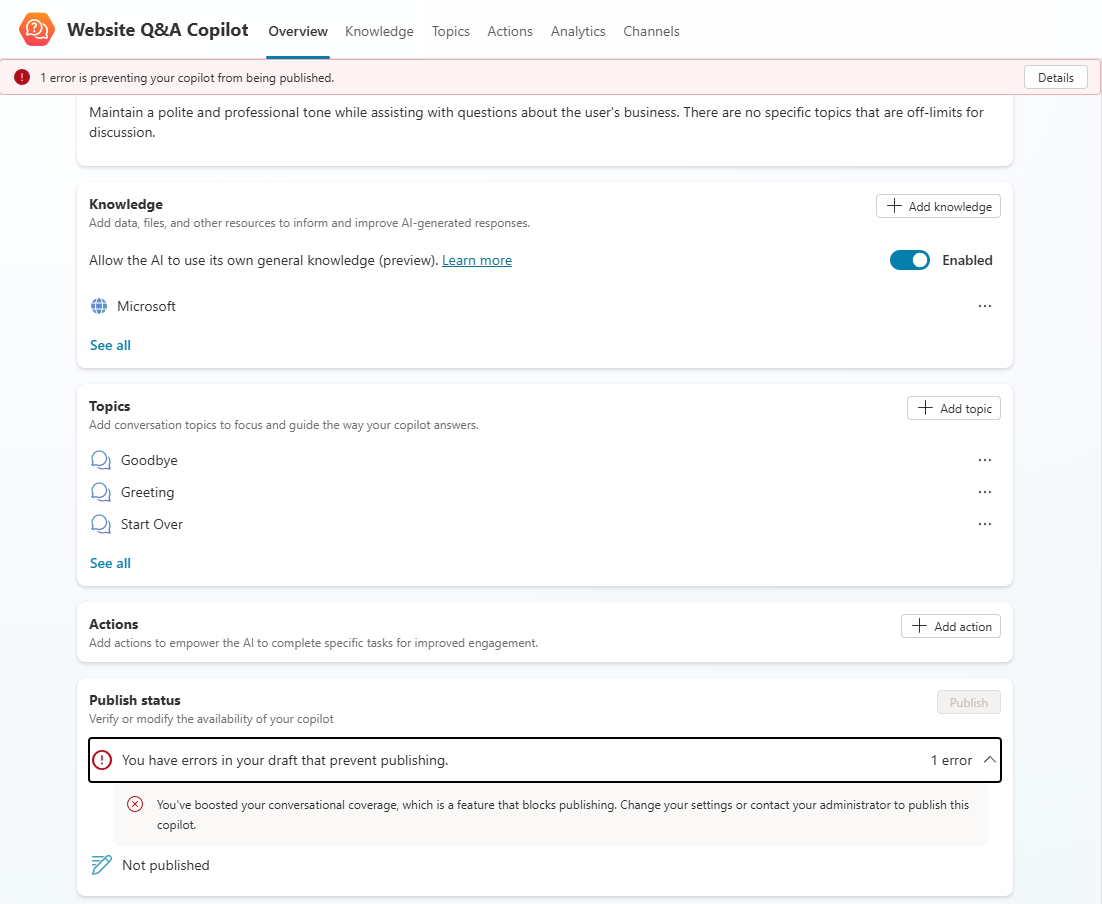 Website Q&A Copilot Overview Knowledge Topics Actions Analytics Channels
1 error is preventing your copilot from being published. Details
Maintain a polite and professional tone while assisting with questions about the user's business. There are no specific topics that are off-limits for
discussion.
Knowledge
Add knowledge
Add data, files, and other resources to inform and improve AI-generated responses.
Allow the AI to use its own general knowledge (preview). Learn more Enabled
Microsoft
See all
Topics
Add topic
Add conversation topics to focus and guide the way your copilot answers.
Goodbye
Greeting
Start Over
See all
Actions
Add action
Add actions to empower the AI to complete specific tasks for improved engagement.
Publish status
Publish
Verify or modify the availability of your copilot
You have errors in your draft that prevent publishing. 1 error
You've boosted your conversational coverage, which is a feature that blocks publishing. Change your settings or contact your administrator to publish this
copilot.
Not published